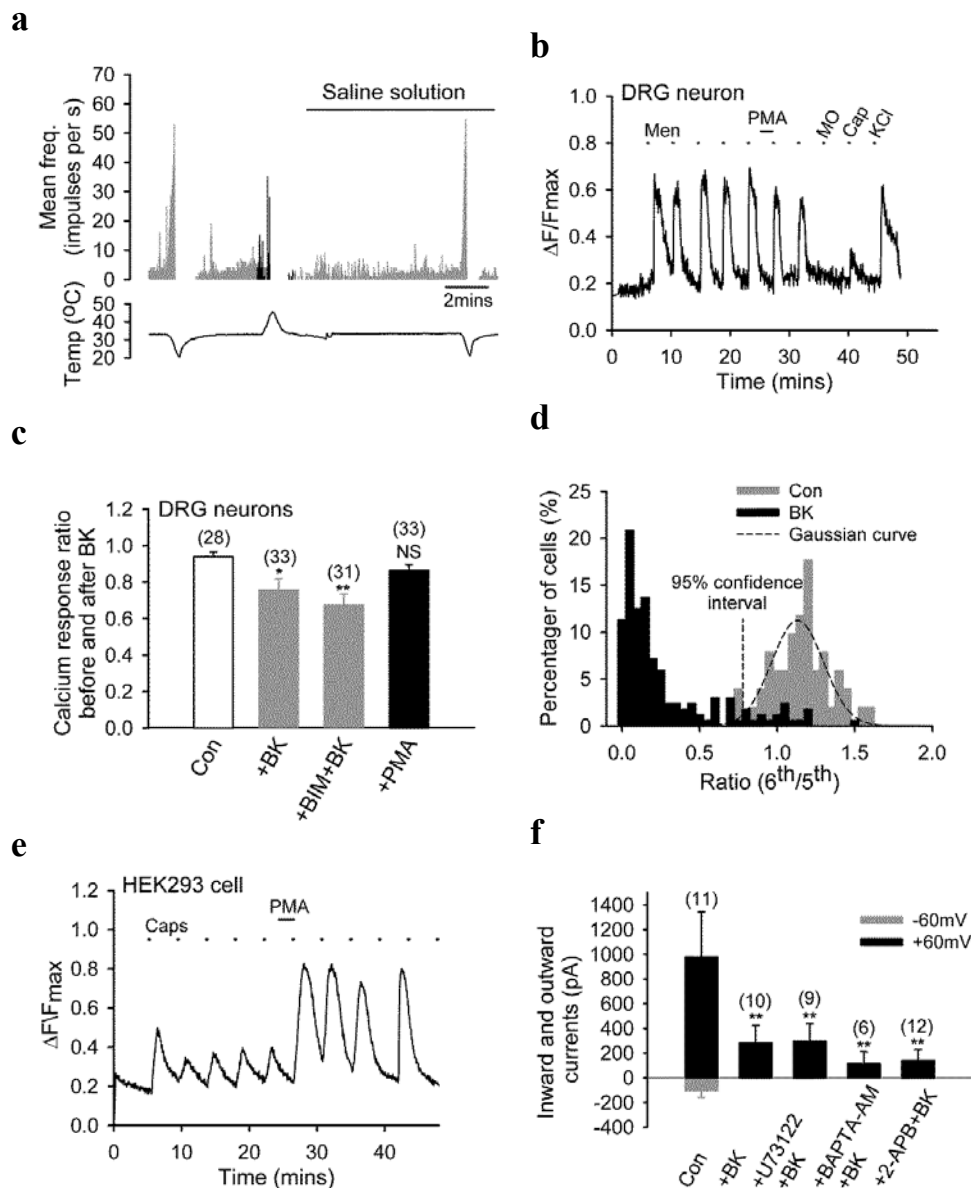 a
Mean freq.
(impulses per s)
70
60
50
40
30
20
10
0
Saline solution
2mins
Temp (ºC)
50
40
30
20
b
DRG neuron
PMA
Men
MO
Cap
KCl
ΔF/Fmax
1.0
0.8
0.6
0.4
0.2
0.0
0 10 20 30 40 50
Time (mins)
c
DRG neurons
Calcium response ratio
before and after BK
1.2
1.0
0.8
0.6
0.4
0.2
0.0
(28)
(33)
*
(31)
**
(33)
NS
Con
+BK
+BIM+BK
+PMA
d
Con
BK
Gaussian curve
95% confidence
interval
Percentager of cells (%)
25
20
15
10
5
0
0.0 0.5 1.0 1.5 2.0
Ratio (6th/5th)
e
HEK293 cell
PMA
Caps
ΔF\Fmax
1.2
1.0
0.8
0.6
0.4
0.2
0.0
0 10 20 30 40
Time (mins)
f
Inward and outward
currents (pA)
1400
1200
1000
800
600
400
200
0
-200
-400
-60mV
+60mV
(11)
(10)
**
(9)
**
(6)
**
(12)
**
Con
+BK
+U73122
+BK
+BAPTA-AM
+BK
+2-APB+BK